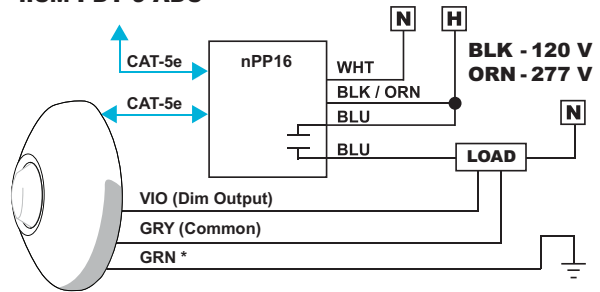 N
H
CAT-5e
nPP16
WHT
BLK - 120 V
ORN - 277 V
BLK / ORN
CAT-5e
BLU
N
BLU
LOAD
VIO (Dim Output)
GRY (Common)
GRN *